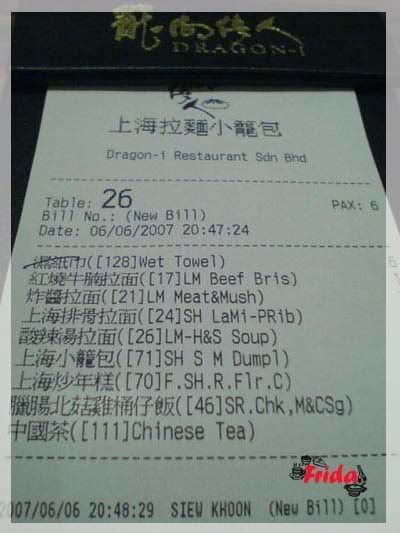 龍的傳人
DRAGON-i
上海拉麵小籠包
Dragon-i Restaurant Sdn Bhd
Table: 26
PAX: 6
Bill No.: (New Bill)
Date: 06/06/2007 20:47:24
濕紙巾([128]Wet Towel) 6
紅燒牛腩拉面([17]LM Beef Bris)
炸醬拉面([21]LM Meat&Mush)
上海排骨拉面([24]SH LaMi-PRib)
酸辣湯拉面([26]LM-H&S Soup)
上海小籠包([71]SH S M Dumpl)
上海炒年糕([70]F.SH.R.Flr.C)
臘腸北菇雞桶仔飯([46]SR.Chk,M&CSg)
中國茶([111]Chinese Tea)
Frida
2007/06/06 20:48:29 SIEW KHOON (New Bill) [0]